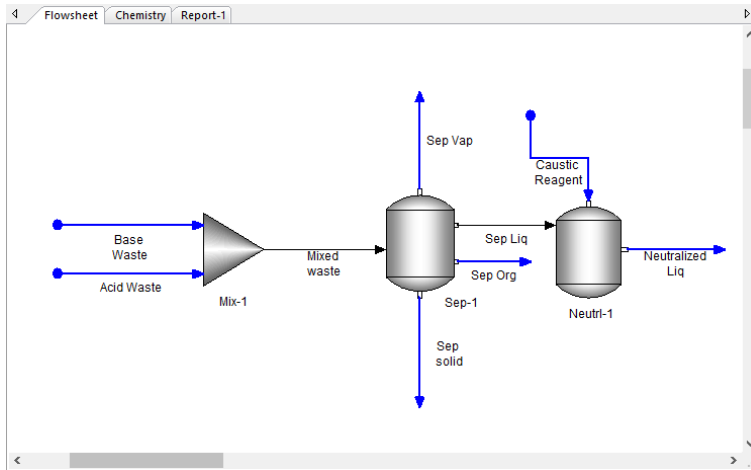 Flowsheet
Chemistry
Report-1
Sep Vap
Caustic
Reagent
Base
Waste
Mixed
waste
Sep Liq
Neutralized
Liq
Acid Waste
Sep Org
Mix-1
Sep-1
Neutrl-1
Sep
solid